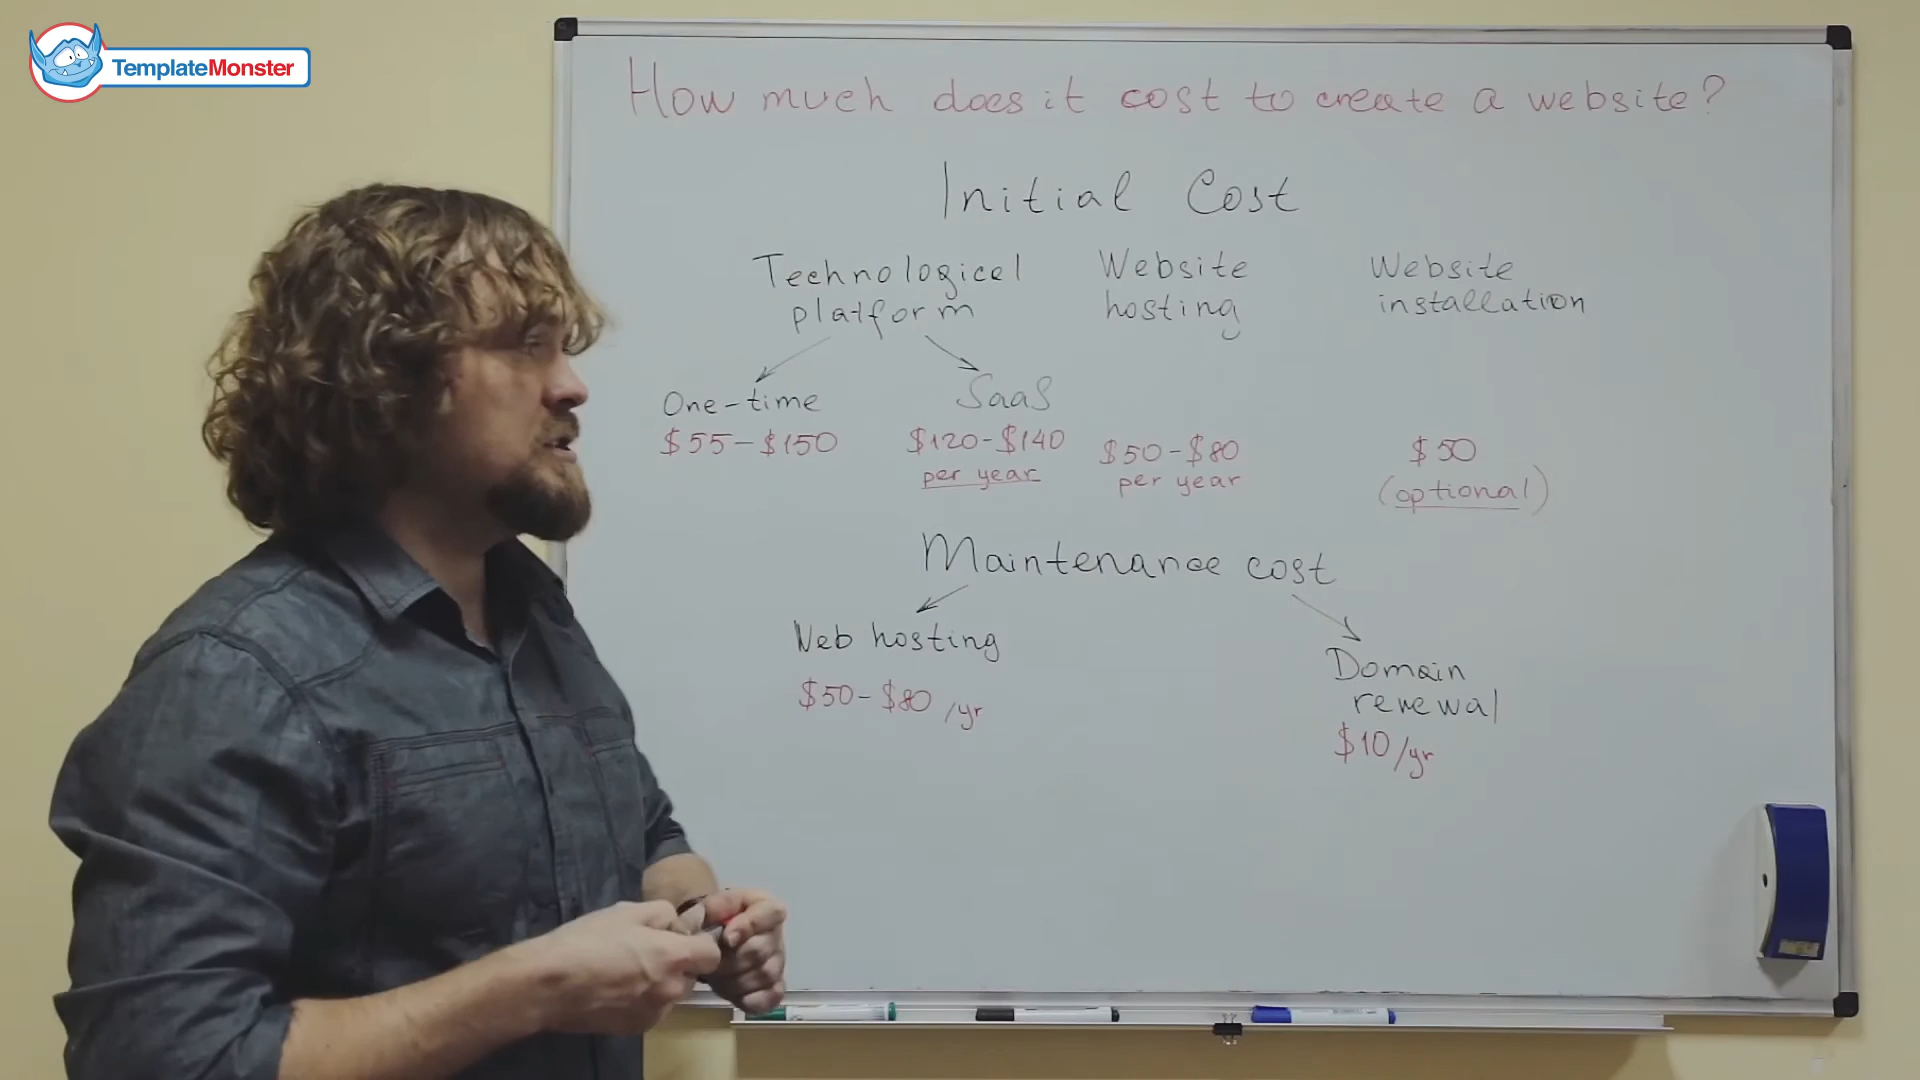 TemplateMonster
How much does it cost to create a website?
Initial Cost
Technological
platform
Website
hosting
Website
installation
One-time
$55-$150
SaaS
$120-$140
per year
$50-$80
per year
$50
(optional)
Maintenance cost
Web hosting
$50-$80/yr
Domain
renewal
$10/yr